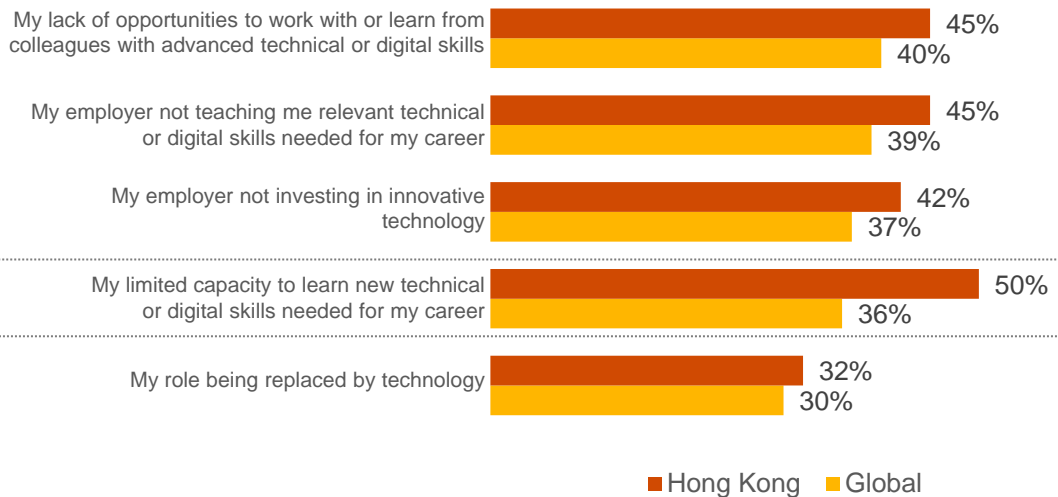 My lack of opportunities to work with or learn from
colleagues with advanced technical or digital skills
45%
40%
My employer not teaching me relevant technical
or digital skills needed for my career
45%
39%
My employer not investing in innovative
technology
42%
37%
My limited capacity to learn new technical
or digital skills needed for my career
50%
36%
My role being replaced by technology
32%
30%
Hong Kong
Global